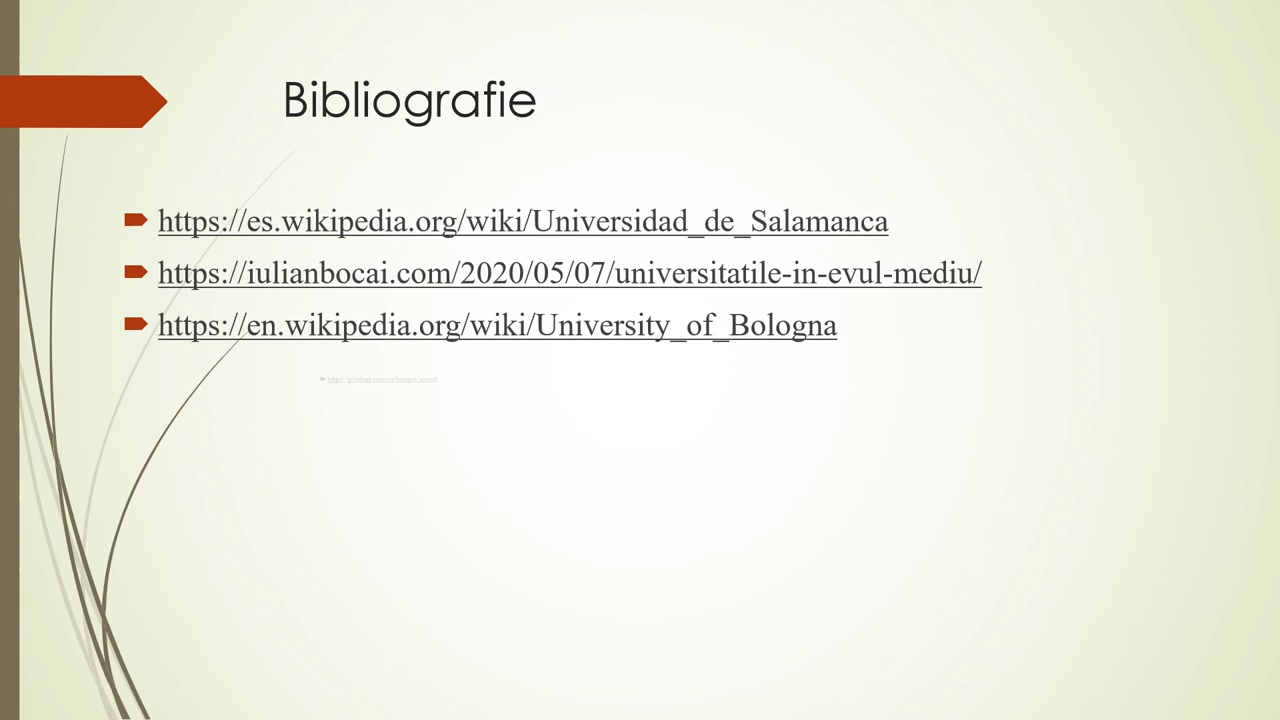 Bibliografie
https://es.wikipedia.org/wiki/Universidad_de_Salamanca
https://iulianbocai.com/2020/05/07/universitatile-in-evul-mediu/
https://en.wikipedia.org/wiki/University_of_Bologna